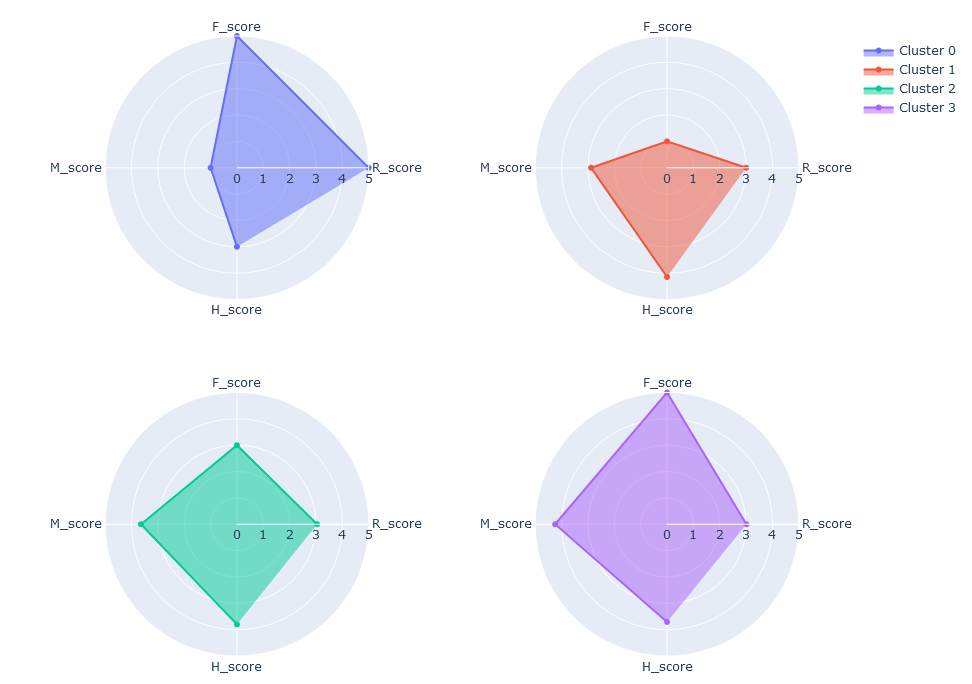 F_score
M_score
R_score
0 1 2 3 4 5
H_score
F_score
M_score
R_score
0 1 2 3 4 5
H_score
Cluster 0
Cluster 1
Cluster 2
Cluster 3
F_score
M_score
R_score
0 1 2 3 4 5
H_score
F_score
M_score
R_score
0 1 2 3 4 5
H_score